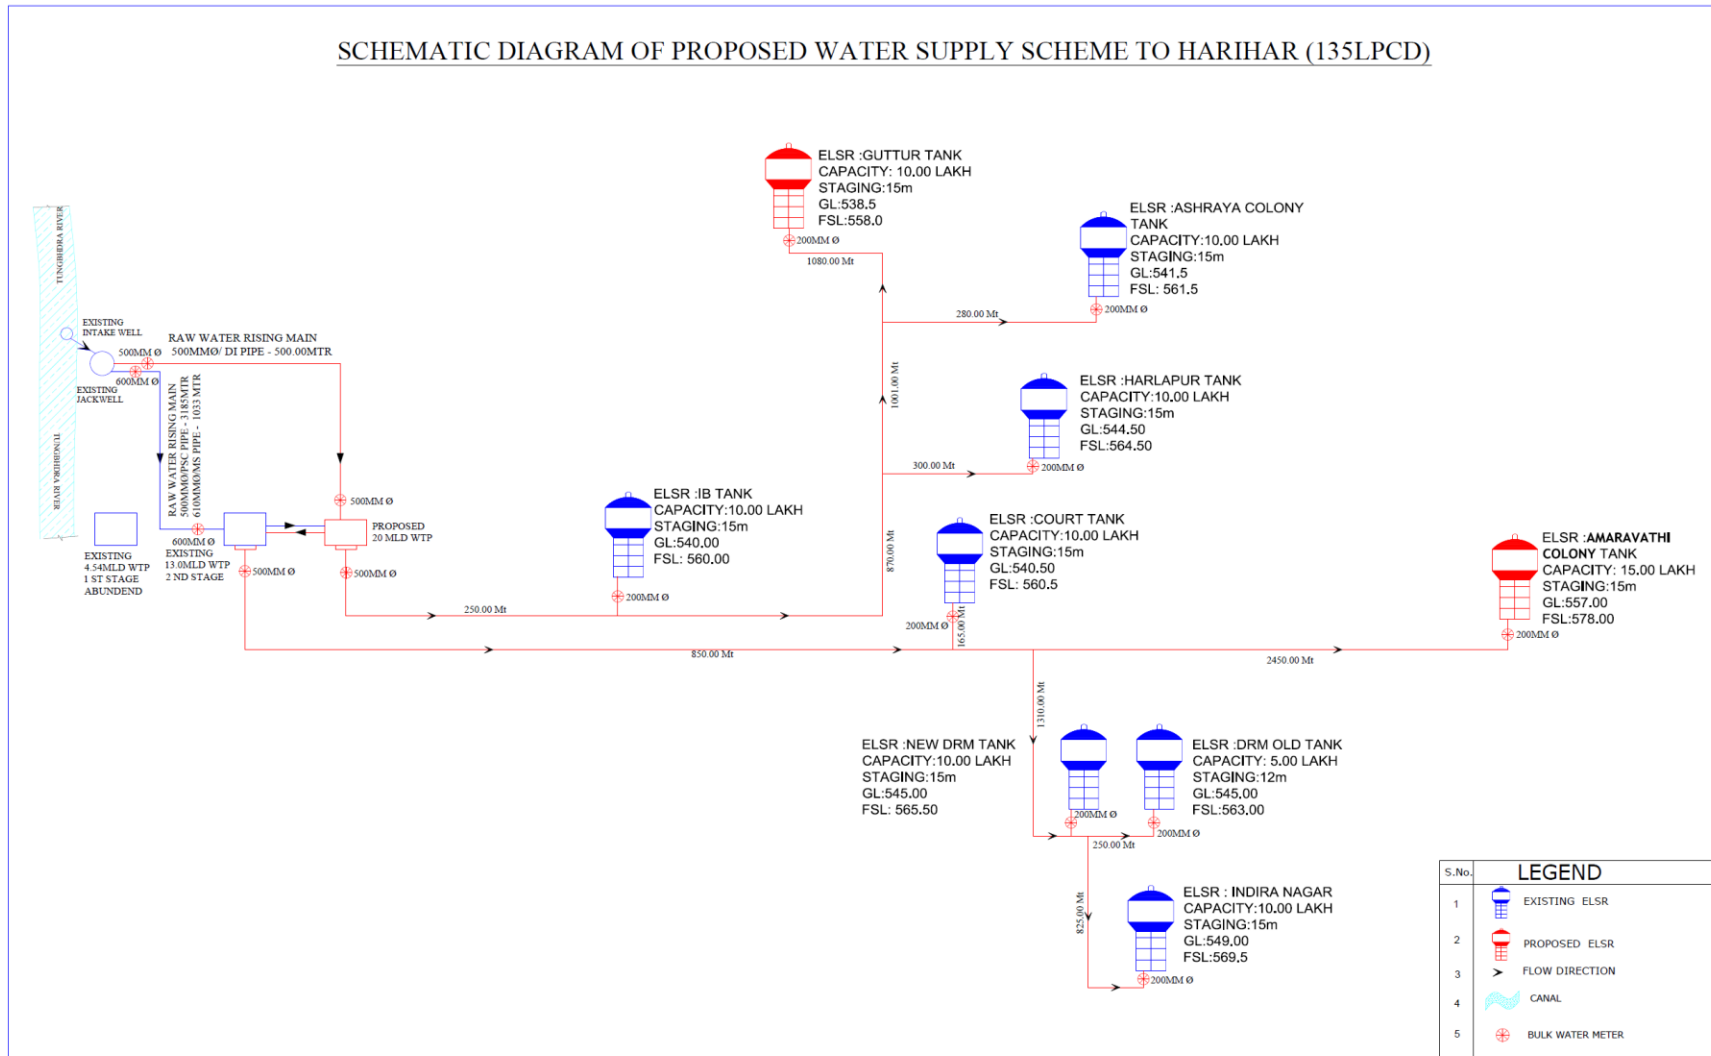 SCHEMATIC DIAGRAM OF PROPOSED WATER SUPPLY SCHEME TO HARIHAR (135LPCD)
TUNGBHDRA RIVER
TUNGBHDRA RIVER
EXISTING
INTAKE WELL
EXISTING
JACKWELL
500MM Ø
600MM Ø
RAW WATER RISING MAIN
500MMØ/ DI PIPE - 500.00MTR
RAW WATER RISING MAIN
500MMØ/PSC PIPE - 3185MTR
610MMØ/MS PIPE - 1033 MTR
500MM Ø
EXISTING
4.54MLD WTP
1 ST STAGE
ABUNDEND
600MM Ø
EXISTING
13.0MLD WTP
2 ND STAGE
PROPOSED
20 MLD WTP
500MM Ø
500MM Ø
250.00 Mt
850.00 Mt
ELSR :IB TANK
CAPACITY:10.00 LAKH
STAGING:15m
GL:540.00
FSL: 560.00
200MM Ø
ELSR :GUTTUR TANK
CAPACITY: 10.00 LAKH
STAGING:15m
GL:538.5
FSL:558.0
200MM Ø
1080.00 Mt
ELSR :ASHRAYA COLONY
TANK
CAPACITY:10.00 LAKH
STAGING:15m
GL:541.5
FSL: 561.5
200MM Ø
280.00 Mt
1001.00 Mt
ELSR :HARLAPUR TANK
CAPACITY:10.00 LAKH
STAGING:15m
GL:544.50
FSL:564.50
200MM Ø
300.00 Mt
870.00 Mt
ELSR :COURT TANK
CAPACITY:10.00 LAKH
STAGING:15m
GL:540.50
FSL: 560.5
200MM Ø
165.00 Mt
ELSR :AMARAVATHI
COLONY TANK
CAPACITY: 15.00 LAKH
STAGING:15m
GL:557.00
FSL:578.00
200MM Ø
2450.00 Mt
1310.00 Mt
ELSR :NEW DRM TANK
CAPACITY:10.00 LAKH
STAGING:15m
GL:545.00
FSL: 565.50
200MM Ø
ELSR :DRM OLD TANK
CAPACITY: 5.00 LAKH
STAGING:12m
GL:545.00
FSL:563.00
200MM Ø
250.00 Mt
825.00 Mt
ELSR : INDIRA NAGAR
CAPACITY:10.00 LAKH
STAGING:15m
GL:549.00
FSL:569.5
200MM Ø
S.No. LEGEND
1 EXISTING ELSR
2 PROPOSED ELSR
3 FLOW DIRECTION
4 CANAL
5 BULK WATER METER